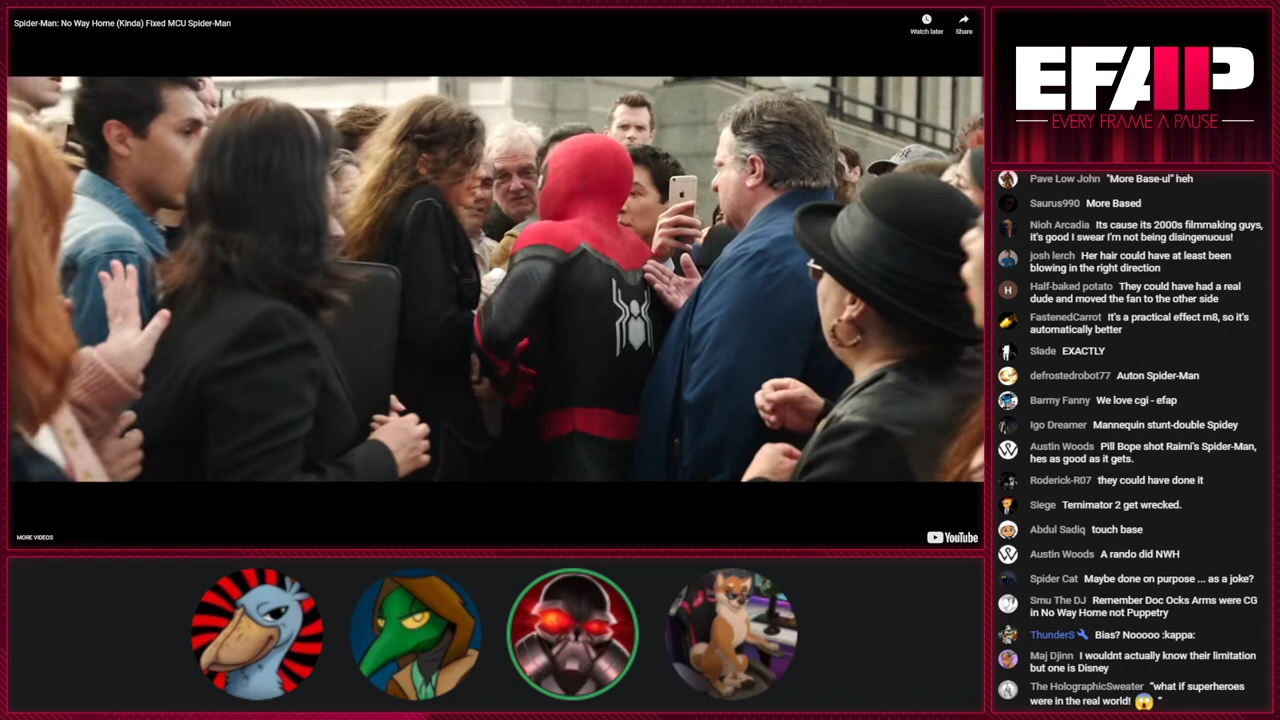 Spider-Man: No Way Home (Kinda) Fixed MCU Spider-Man
Watch later
Share
MORE VIDEOS
YouTube
EFAP
EVERY FRAME A PAUSE
Pave Low John "More Base-ul" heh
Saurus990 More Based
Nioh Arcadia Its cause its 2000s filmmaking guys,
it's good I swear I'm not being disingenuous!
josh lerch Her hair could have at least been
blowing in the right direction
H
Half-baked potato They could have had a real
dude and moved the fan to the other side
FastenedCarrot It's a practical effect m8, so it's
automatically better
Slade EXACTLY
defrostedrobot77 Auton Spider-Man
Barmy Fanny We love cgi - efap
Igo Dreamer Mannequin stunt-double Spidey
Austin Woods Pill Bope shot Raimi's Spider-Man,
hes as good as it gets.
Roderick-R07 they could have done it
Siege Ternimator 2 get wrecked.
Abdul Sadiq touch base
Austin Woods A rando did NWH
Spider Cat Maybe done on purpose ... as a joke?
Smu The DJ Remember Doc Ocks Arms were CG
in No Way Home not Puppetry
ThunderS Bias? Nooooo :kappa:
Maj Djinn I wouldnt actually know their limitation
but one is Disney
The HolographicSweater "what if superheroes
were in the real world! 😱 "